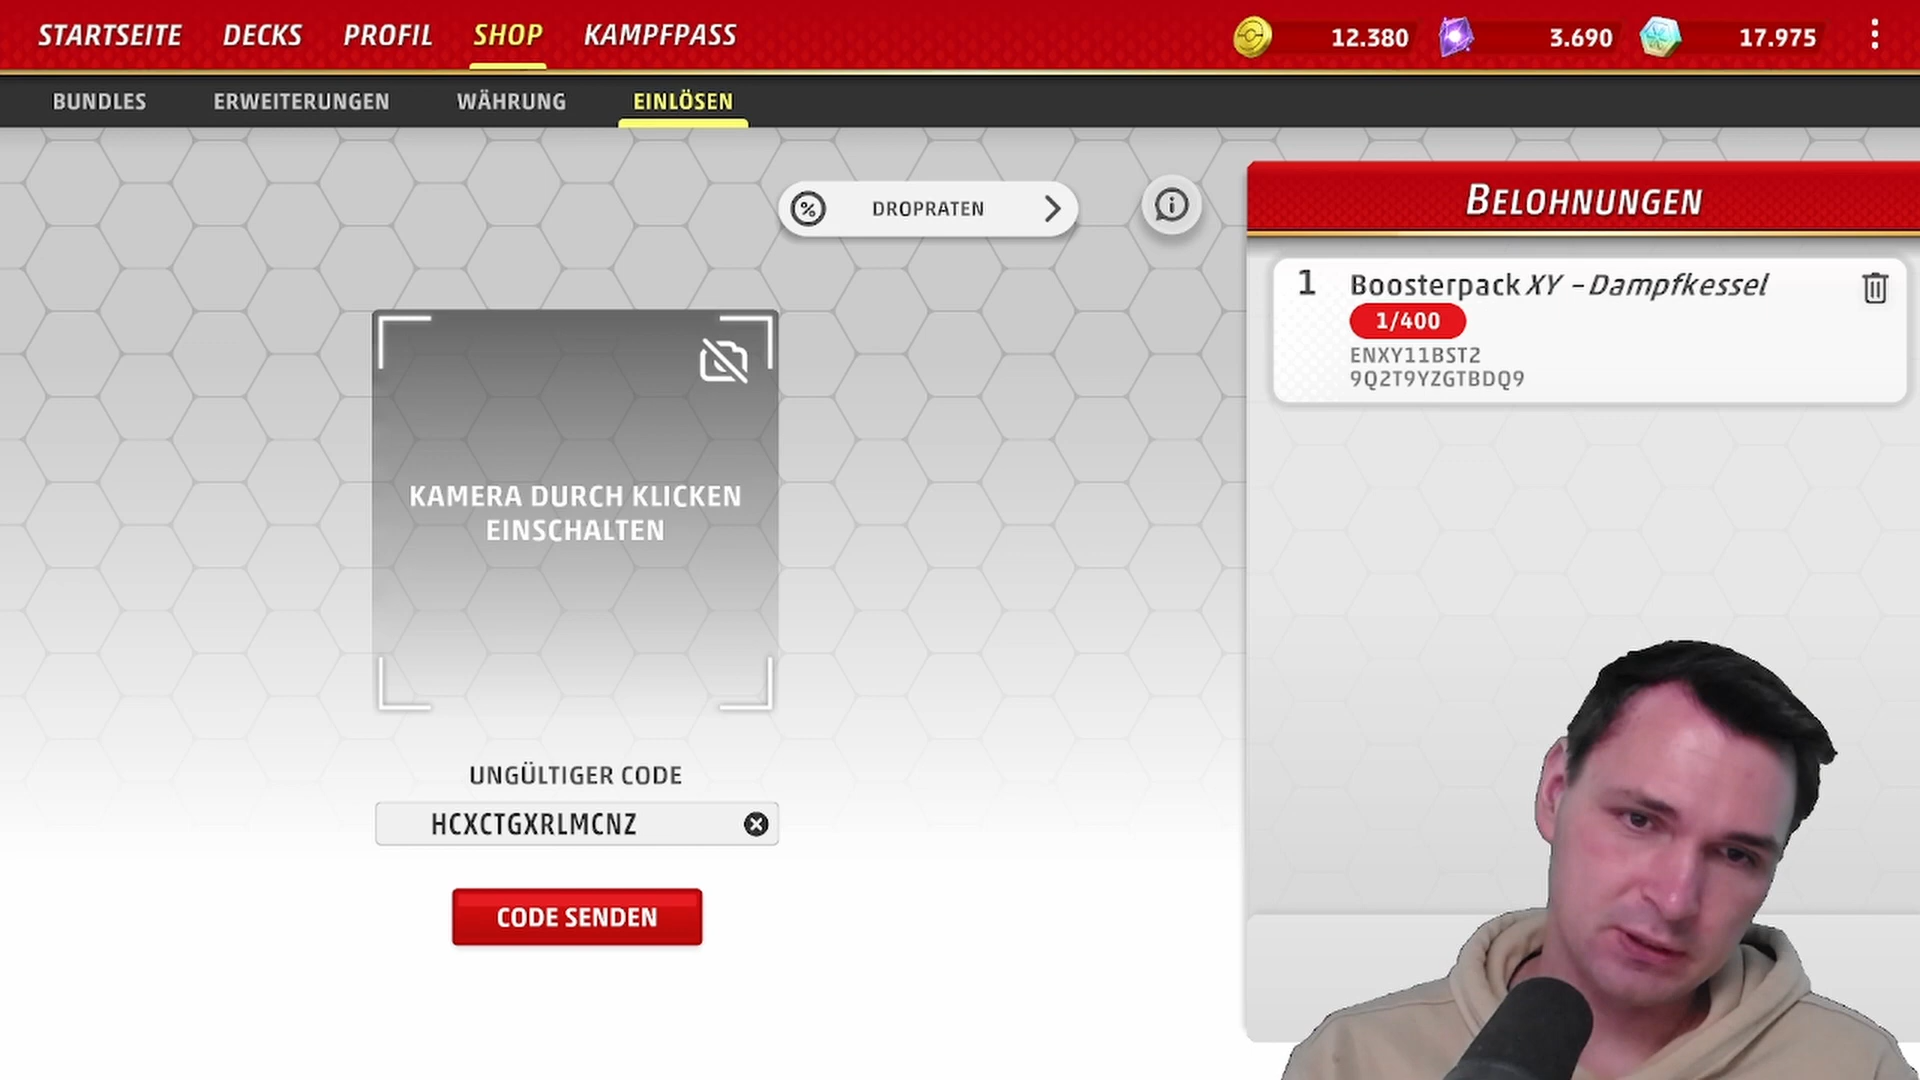 STARTSEITE DECKS PROFIL SHOP KAMPFPASS 12.380 3.690 17.975
BUNDLES ERWEITERUNGEN WÄHRUNG EINLÖSEN
DROPRATEN
BELOHNUNGEN
1 Boosterpack XY – Dampfkessel
1/400
ENXY11BST2
9Q2T9YZGTBDQ9
KAMERA DURCH KLICKEN
EINSCHALTEN
UNGÜLTIGER CODE
HCXCTGXRLMCNZ
CODE SENDEN